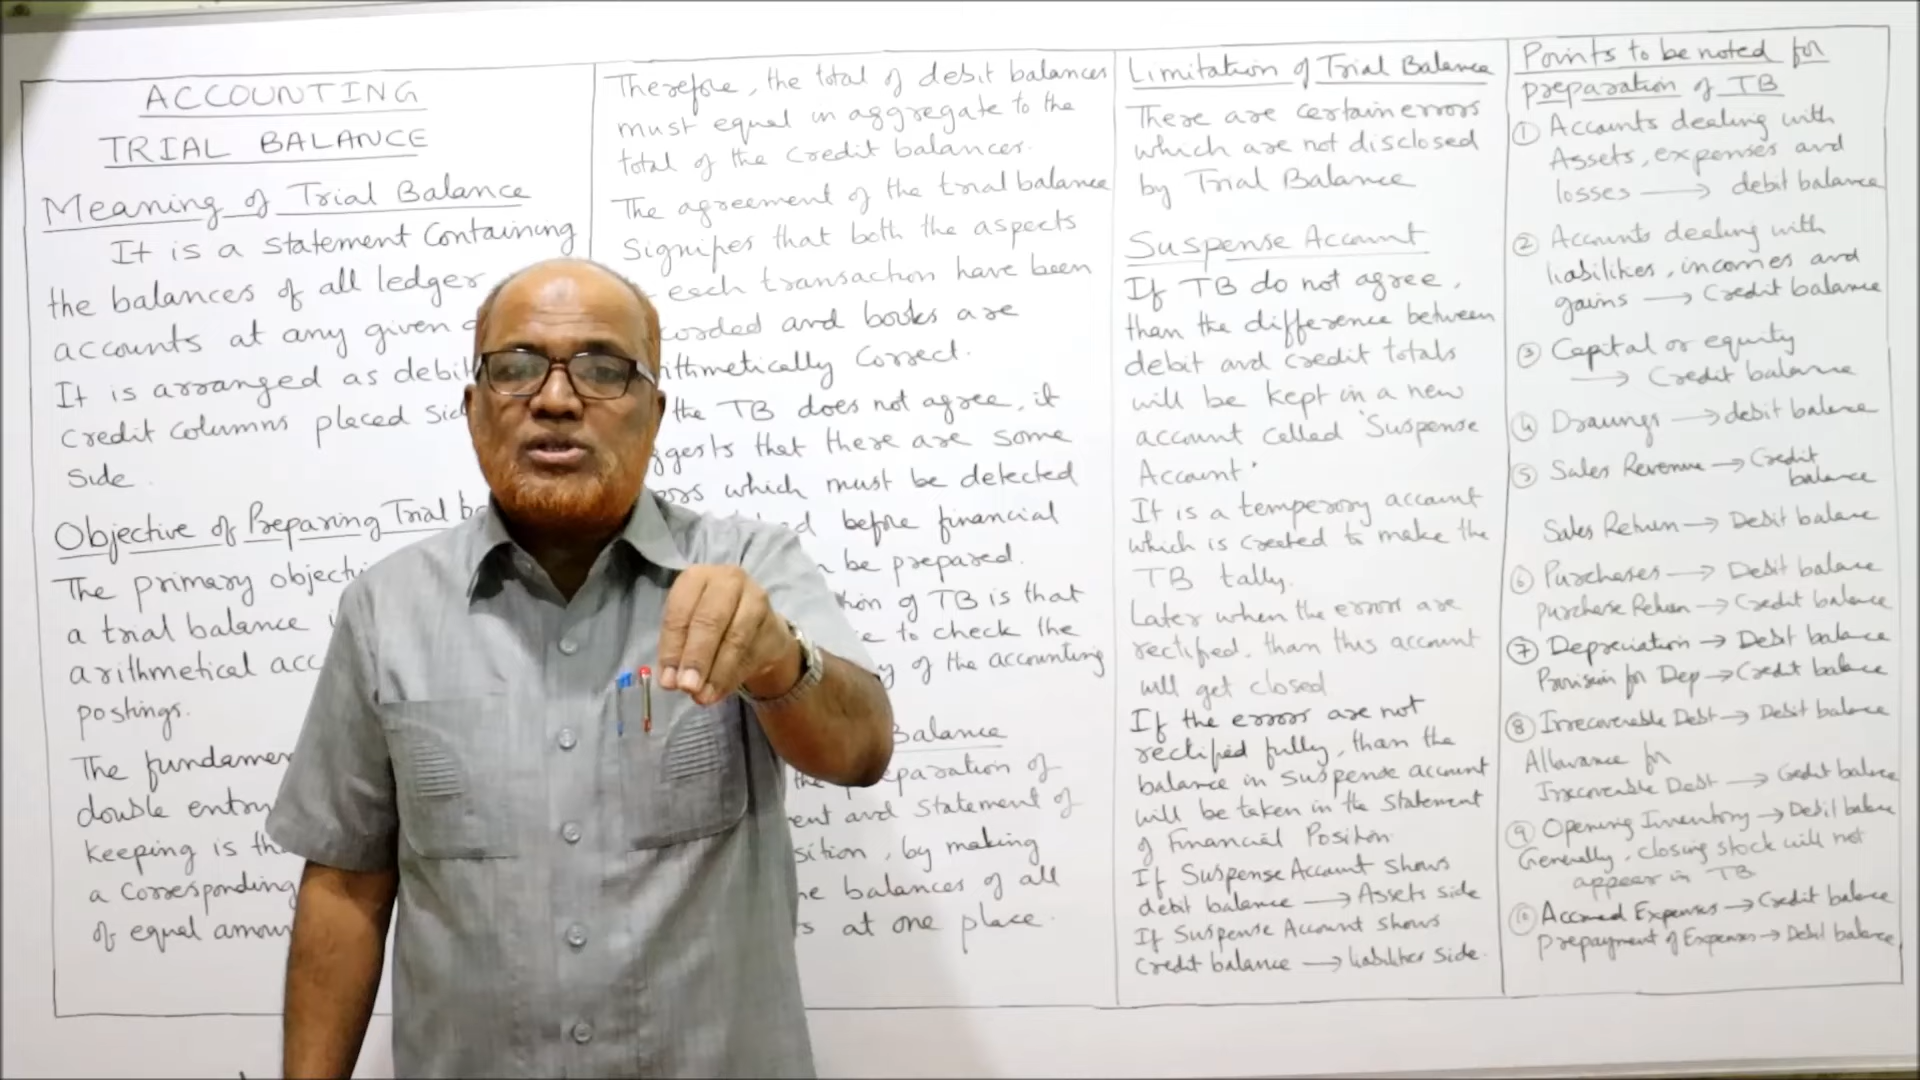 ACCOUNTING
TRIAL BALANCE
Meaning of Trial Balance
It is a statement containing
the balances of all ledger
accounts at any given
It is arranged as debit
credit columns placed side
side.
Objective of Preparing Trial
The primary
a trial balance
arithmetical
postings.
The
double entry
keeping is
a corresponding
of equal
Therefore, the total of debit balances
must equal in aggregate to the
total of the credit balances.
The agreement of the trial balance
signifies that both the aspects
each transaction have been
and books are
correct.
the TB does not agree, it
that there are some
which must be detected
before financial
be prepared.
of TB is that
to check the
of the accounting
Balance
the preparation of
and statement of
, by making
balances of all
at one place.
Limitation of Trial Balance
There are certain errors
which are not disclosed
by Trial Balance
Suspense Account
If TB do not agree,
than the difference between
debit and credit totals
will be kept in a new
account called 'Suspense
Account'
It is a temperory account
which is created to make the
TB tally.
Later when the errors are
rectified, than this account
will get closed
If the errors are not
rectified fully, than the
balance in suspense account
will be taken in the statement
of Financial Position.
If Suspense Account shows
debit balance → Assets side
If Suspense Account shows
Credit balance → liabilities side.
Points to be noted for
preparation of TB
① Accounts dealing with
Assets, expenses and
losses → debit balance
② Accounts dealing with
liabilities, incomes and
gains → Credit balance
③ Capital or equity
→ Credit balance
④ Drawings → debit balance
⑤ Sales Revenue → Credit
balance
Sales Return → Debit balance
⑥ Purchases → Debit balance
purchase Return → Credit balance
⑦ Depreciation → Debit balance
Provision for Dep → Credit balance
⑧ Irrecoverable Debt → Debit balance
Allowance for
Irrecoverable Debt → Credit balance
⑨ Opening Inventory → Debit balance
Generally, closing stock will not
appear in TB
⑩ Accrued Expenses → Credit balance
prepayment of Expenses → Debit balance